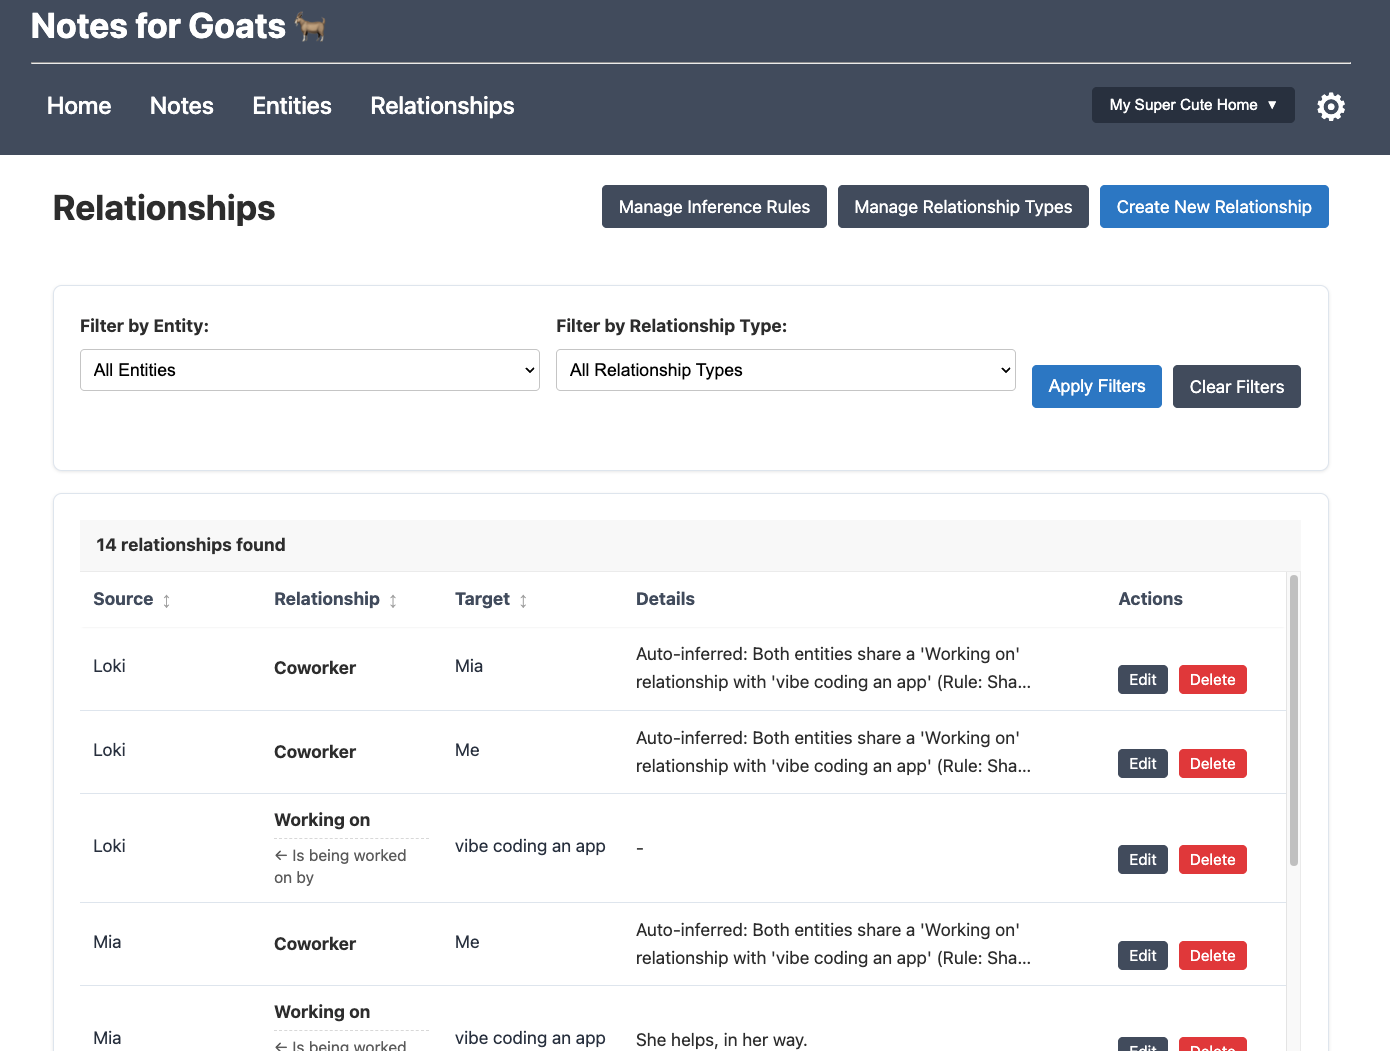 Notes for Goats
Home Notes Entities Relationships My Super Cute Home ▼
Relationships
Manage Inference Rules Manage Relationship Types Create New Relationship
Filter by Entity: Filter by Relationship Type:
All Entities All Relationship Types
Apply Filters Clear Filters
14 relationships found
Source ↕ Relationship ↕ Target ↕ Details Actions
Loki Coworker Mia Auto-inferred: Both entities share a 'Working on'
relationship with 'vibe coding an app' (Rule: Sha...
Edit Delete
Loki Coworker Me Auto-inferred: Both entities share a 'Working on'
relationship with 'vibe coding an app' (Rule: Sha...
Edit Delete
Working on
Loki vibe coding an app -
← Is being worked
on by
Edit Delete
Mia Coworker Me Auto-inferred: Both entities share a 'Working on'
relationship with 'vibe coding an app' (Rule: Sha...
Edit Delete
Working on
Mia vibe coding an app She helps, in her way.
← Is being worked
Edit Delete